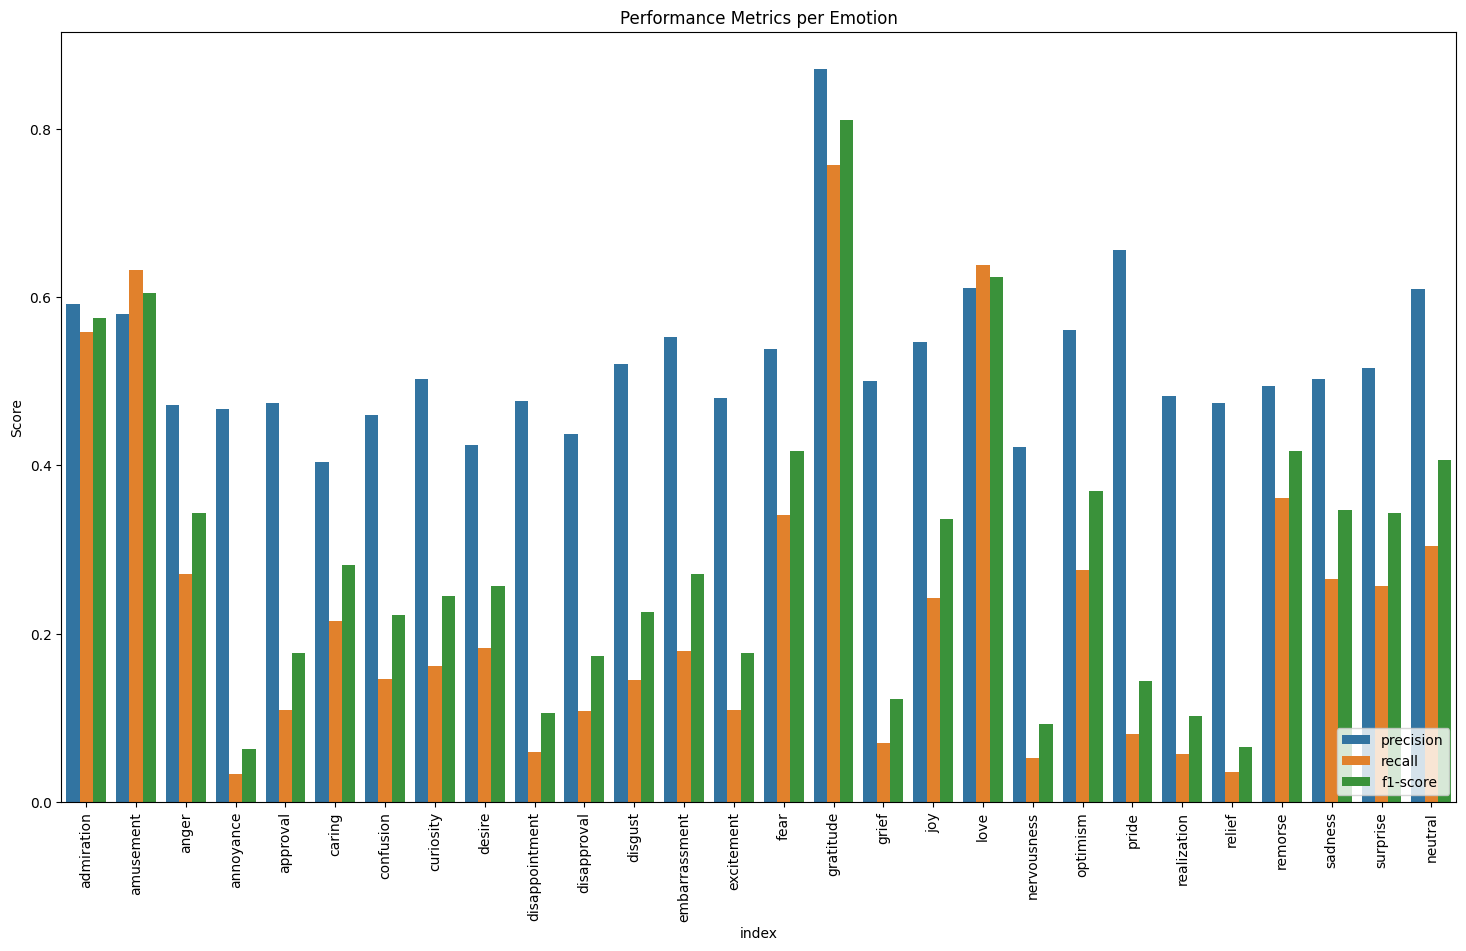 Performance Metrics per Emotion
Score
0.8
0.6
0.4
0.2
0.0
precision
recall
f1-score
admiration
amusement
anger
annoyance
approval
caring
confusion
curiosity
desire
disappointment
disapproval
disgust
embarrassment
excitement
fear
gratitude
grief
joy
love
nervousness
optimism
pride
realization
relief
remorse
sadness
surprise
neutral
index